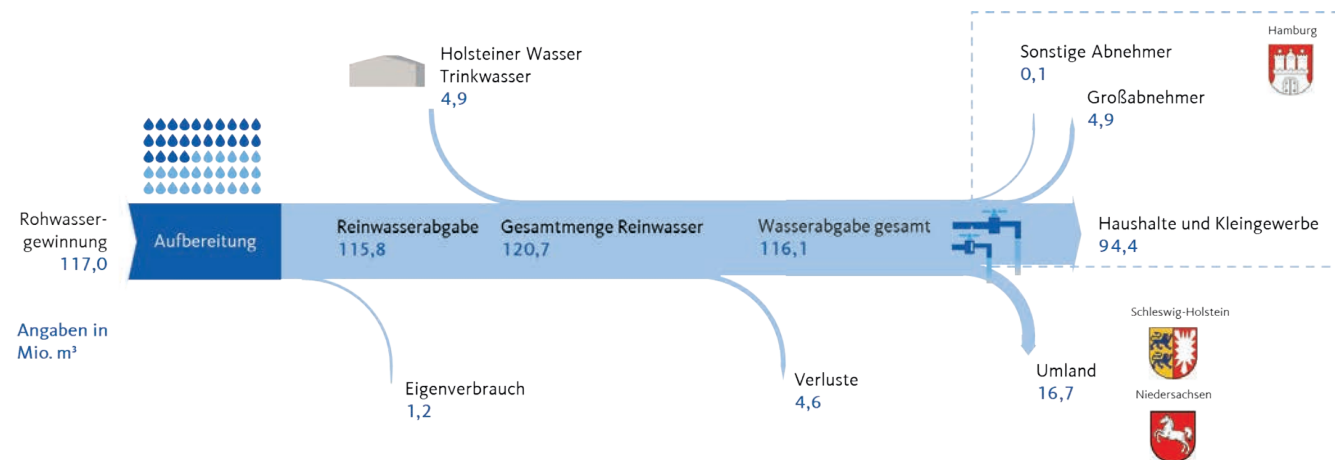 Hamburg
Holsteiner Wasser
Trinkwasser
4,9
Sonstige Abnehmer
0,1
Großabnehmer
4,9
Rohwasser-
gewinnung
117,0
Aufbereitung
Reinwasserabgabe
115,8
Gesamtmenge Reinwasser
120,7
Wasserabgabe gesamt
116,1
Haushalte und Kleingewerbe
94,4
Angaben in
Mio. m³
Eigenverbrauch
1,2
Verluste
4,6
Umland
16,7
Schleswig-Holstein
Niedersachsen